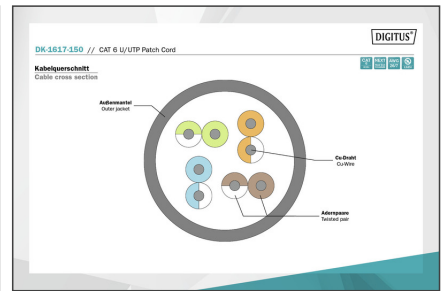 DIGITUS®
DK-1617-150 // CAT 6 U/UTP Patch Cord
Kabelquerschnitt
Cable cross section
Außenmantel
Outer jacket
Cu-Draht
Cu-Wire
Adernpaare
Twisted pair